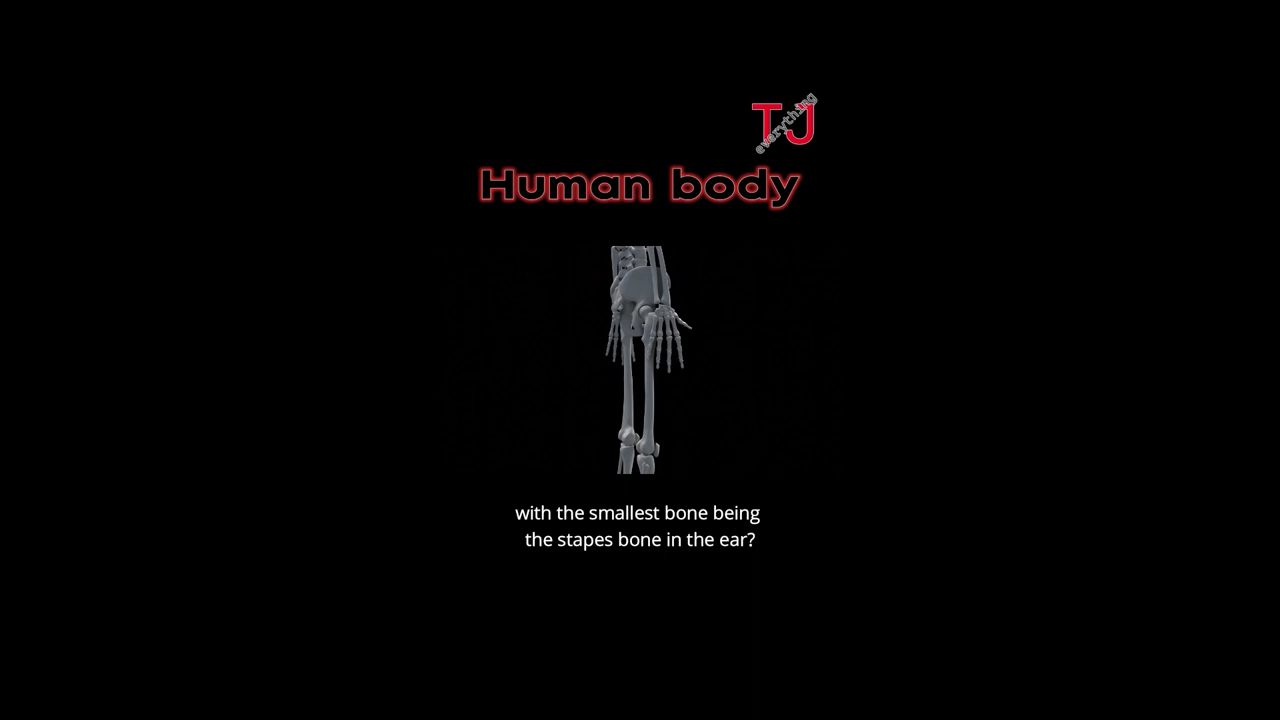 TJ
everything
Human body
with the smallest bone being
the stapes bone in the ear?